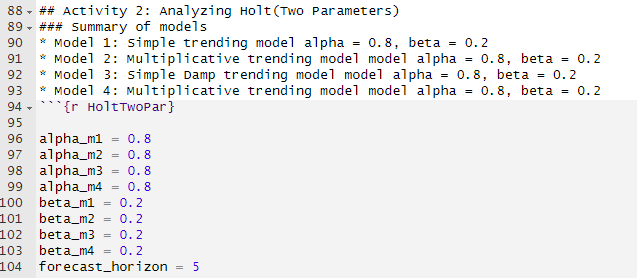 88 ## Activity 2: Analyzing Holt(Two Parameters)
89 ### Summary of models
90 * Model 1: Simple trending model alpha = 0.8, beta = 0.2
91 * Model 2: Multiplicative trending model model alpha = 0.8, beta = 0.2
92 * Model 3: Simple Damp trending model model alpha = 0.8, beta = 0.2
93 * Model 4: Multiplicative trending model model alpha = 0.8, beta = 0.2
94 ```{r HoltTwoPar}
95
96 alpha_m1 = 0.8
97 alpha_m2 = 0.8
98 alpha_m3 = 0.8
99 alpha_m4 = 0.8
100 beta_m1 = 0.2
101 beta_m2 = 0.2
102 beta_m3 = 0.2
103 beta_m4 = 0.2
104 forecast_horizon = 5